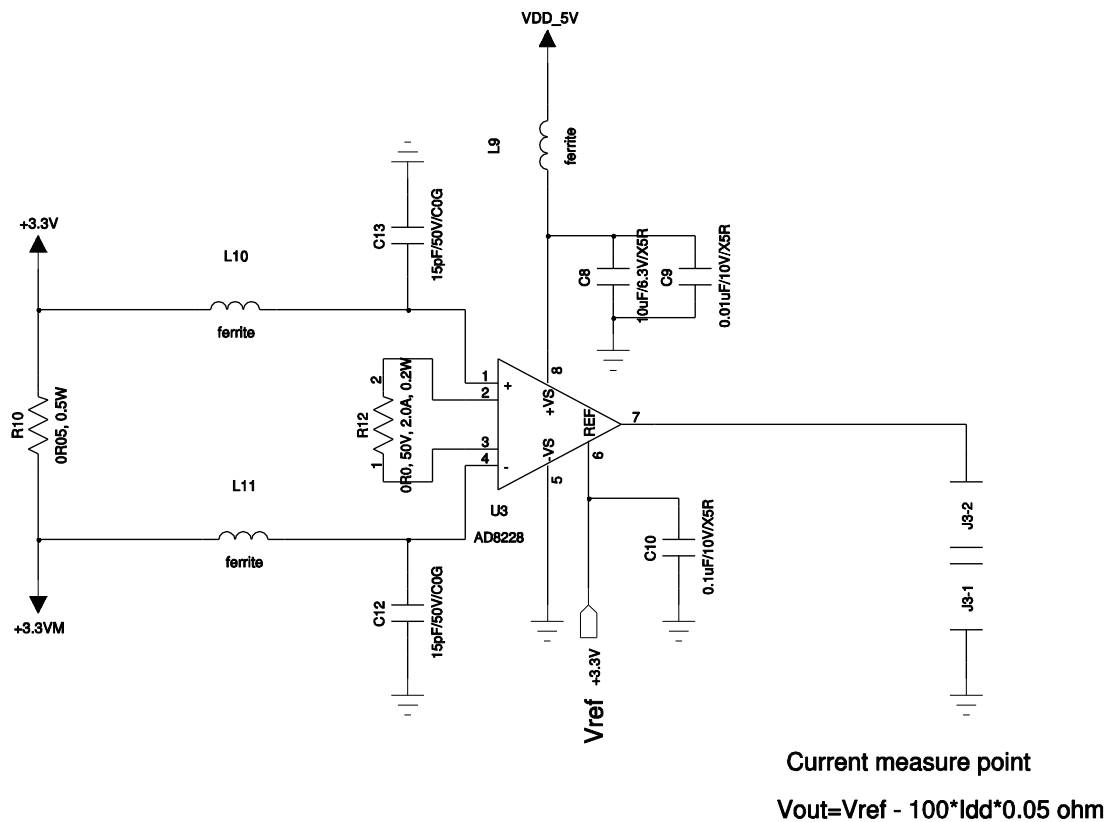 VDD_5V
L9
ferrite
+3.3V
C13
15pF/50V/C0G
L10
ferrite
C8
10uF/6.3V/X5R
C9
0.01uF/10V/X5R
R10
0R05, 0.5W
2
R12
1
0R0, 50V, 2.0A, 0.2W
1
2
3
4
+
-
8
+VS
-VS
5
REF
6
7
U3
AD8228
L11
ferrite
+3.3VM
C12
15pF/50V/C0G
C10
0.1uF/10V/X5R
+3.3V
Vref
J3-2
J3-1
Current measure point
Vout=Vref - 100*Idd*0.05 ohm